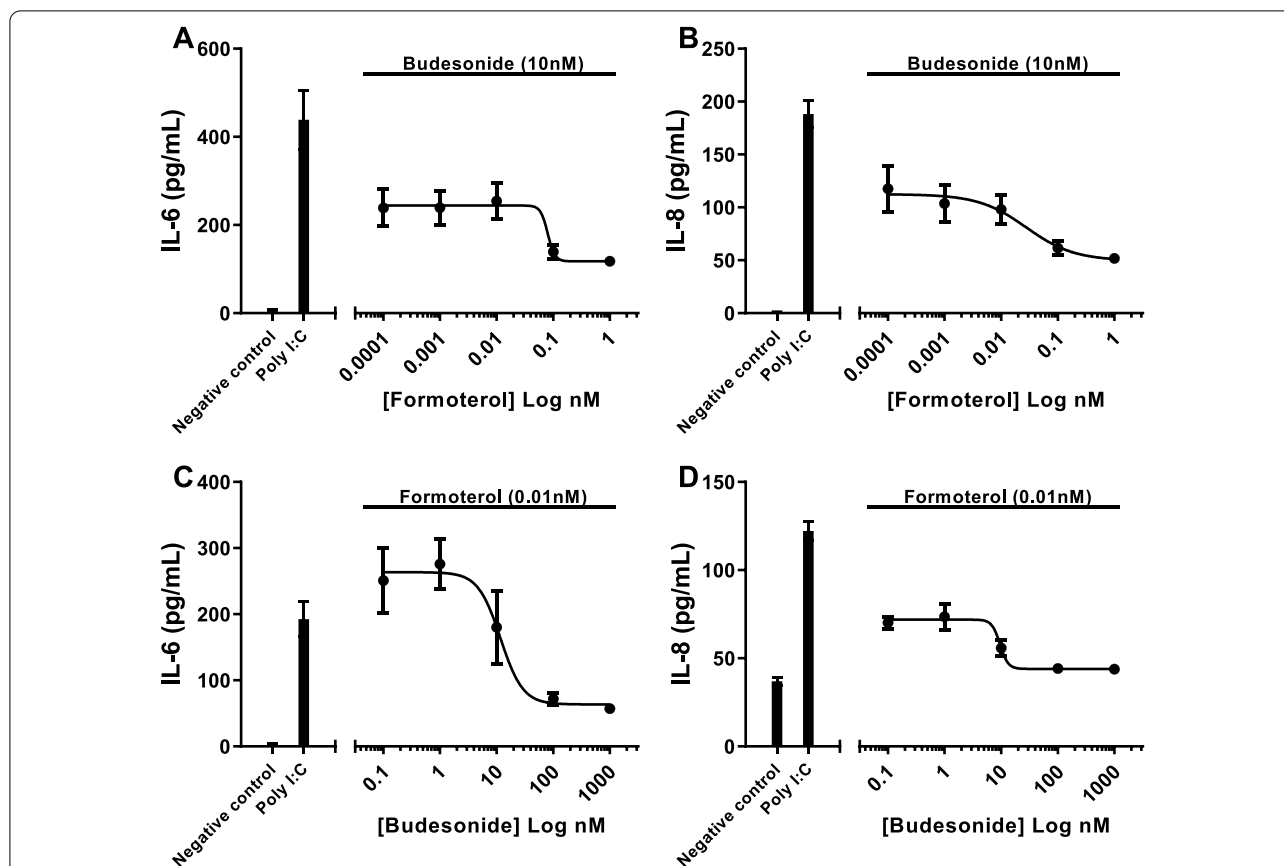 A
B
600
400
200
0
IL-6 (pg/mL)
Budesonide (10nM)
Negative control
Poly I:C
0.0001
0.001
0.01
0.1
1
[Formoterol] Log nM
250
200
150
100
50
0
IL-8 (pg/mL)
Budesonide (10nM)
Negative control
Poly I:C
0.0001
0.001
0.01
0.1
1
[Formoterol] Log nM
C
D
400
300
200
100
0
IL-6 (pg/mL)
Formoterol (0.01nM)
Negative control
Poly I:C
0.1
1
10
100
1000
[Budesonide] Log nM
150
100
50
0
IL-8 (pg/mL)
Formoterol (0.01nM)
Negative control
Poly I:C
0.1
1
10
100
1000
[Budesonide] Log nM